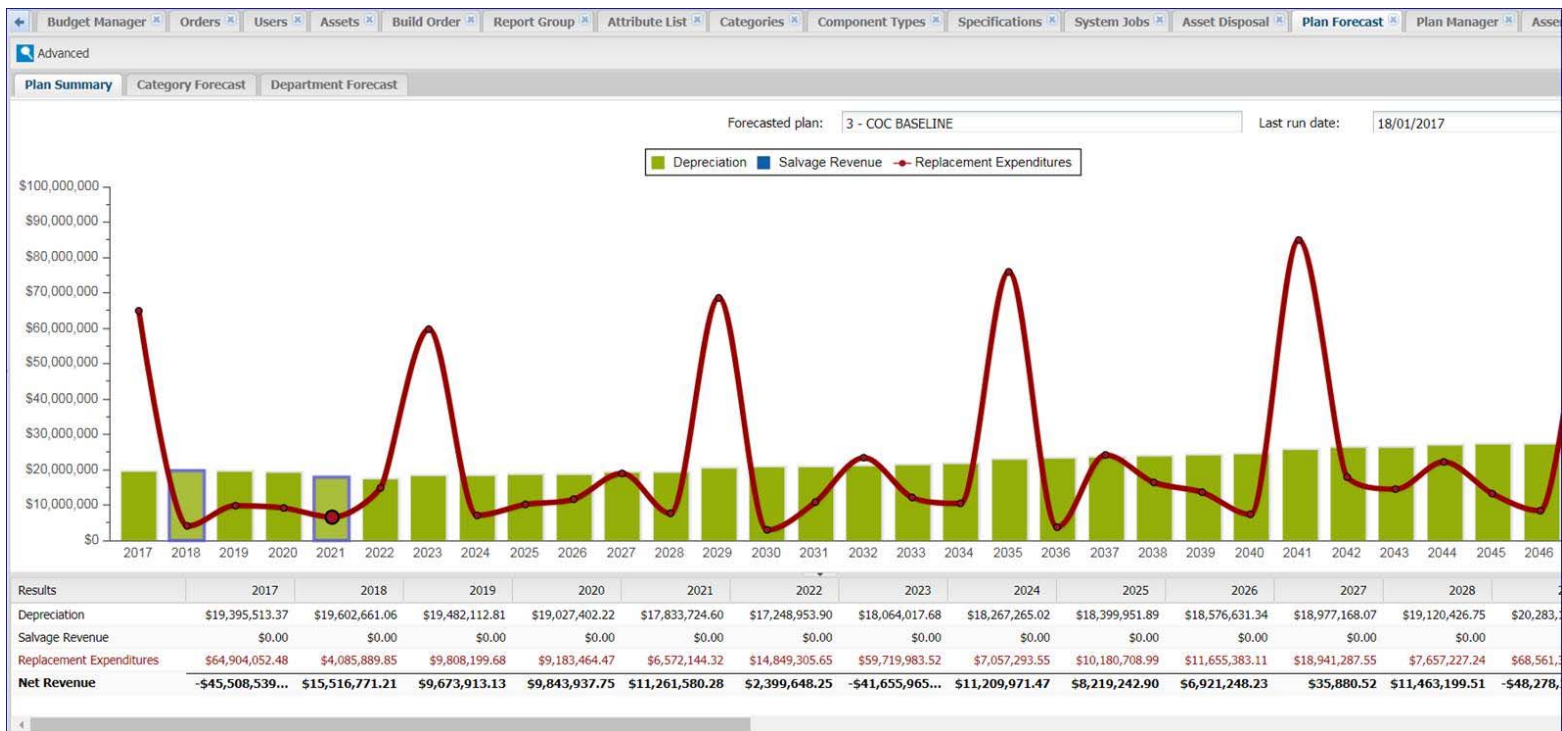 Budget Manager Orders Users Assets Build Order Report Group Attribute List Categories Component Types Specifications System Jobs Asset Disposal Plan Forecast Plan Manager Asse
Advanced
Plan Summary Category Forecast Department Forecast
Forecasted plan: 3 - COC BASELINE Last run date: 18/01/2017
Depreciation Salvage Revenue Replacement Expenditures
$100,000,000
$90,000,000
$80,000,000
$70,000,000
$60,000,000
$50,000,000
$40,000,000
$30,000,000
$20,000,000
$10,000,000
$0
2017 2018 2019 2020 2021 2022 2023 2024 2025 2026 2027 2028 2029 2030 2031 2032 2033 2034 2035 2036 2037 2038 2039 2040 2041 2042 2043 2044 2045 2046
Results 2017 2018 2019 2020 2021 2022 2023 2024 2025 2026 2027 2028 2
Depreciation $19,395,513.37 $19,602,661.06 $19,482,112.81 $19,027,402.22 $17,833,724.60 $17,248,953.90 $18,064,017.68 $18,267,265.02 $18,399,951.89 $18,576,631.34 $18,977,168.07 $19,120,426.75 $20,283,
Salvage Revenue $0.00 $0.00 $0.00 $0.00 $0.00 $0.00 $0.00 $0.00 $0.00 $0.00 $0.00 $0.00
Replacement Expenditures $64,904,052.48 $4,085,889.85 $9,808,199.68 $9,183,464.47 $6,572,144.32 $14,849,305.65 $59,719,983.52 $7,057,293.55 $10,180,708.99 $11,655,383.11 $18,941,287.55 $7,657,227.24 $68,561,
Net Revenue -$45,508,539... $15,516,771.21 $9,673,913.13 $9,843,937.75 $11,261,580.28 $2,399,648.25 -$41,655,965... $11,209,971.47 $8,219,242.90 $6,921,248.23 $35,880.52 $11,463,199.51 -$48,278,